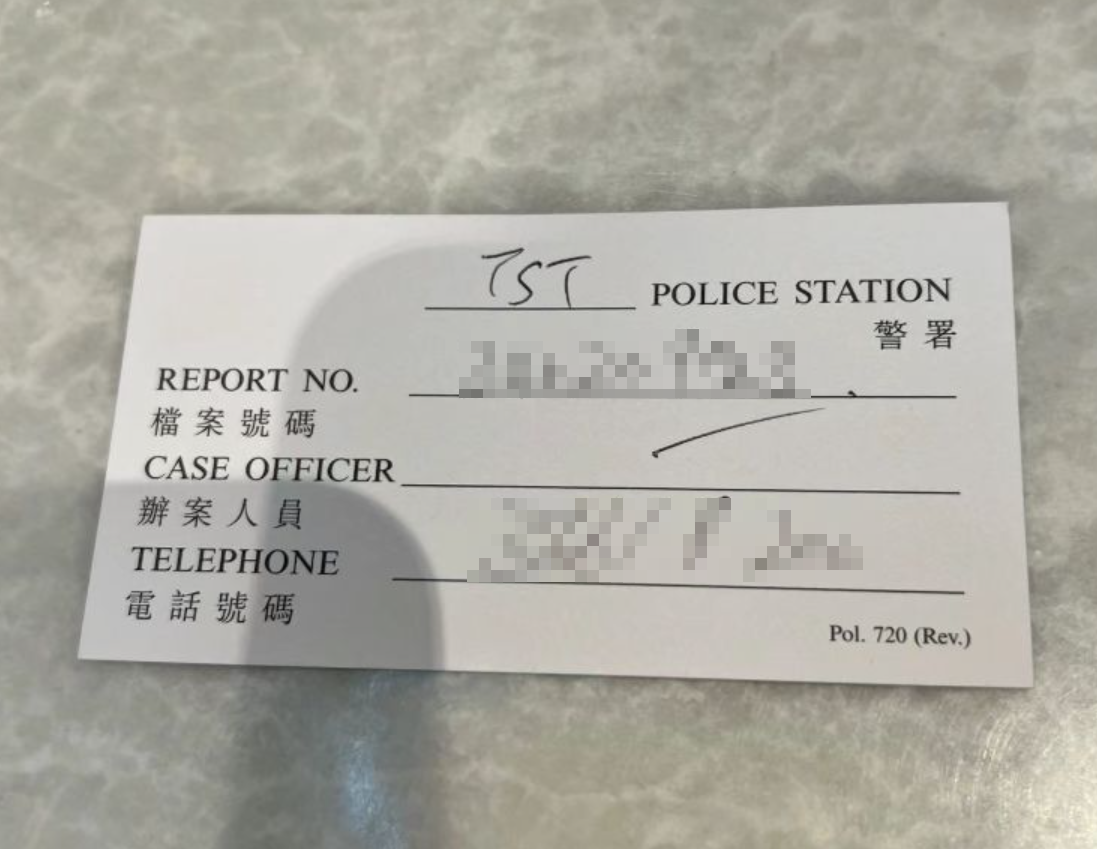 TST POLICE STATION
警署
REPORT NO.
檔案號碼
CASE OFFICER
辦案人員
TELEPHONE
電話號碼
Pol. 720 (Rev.)